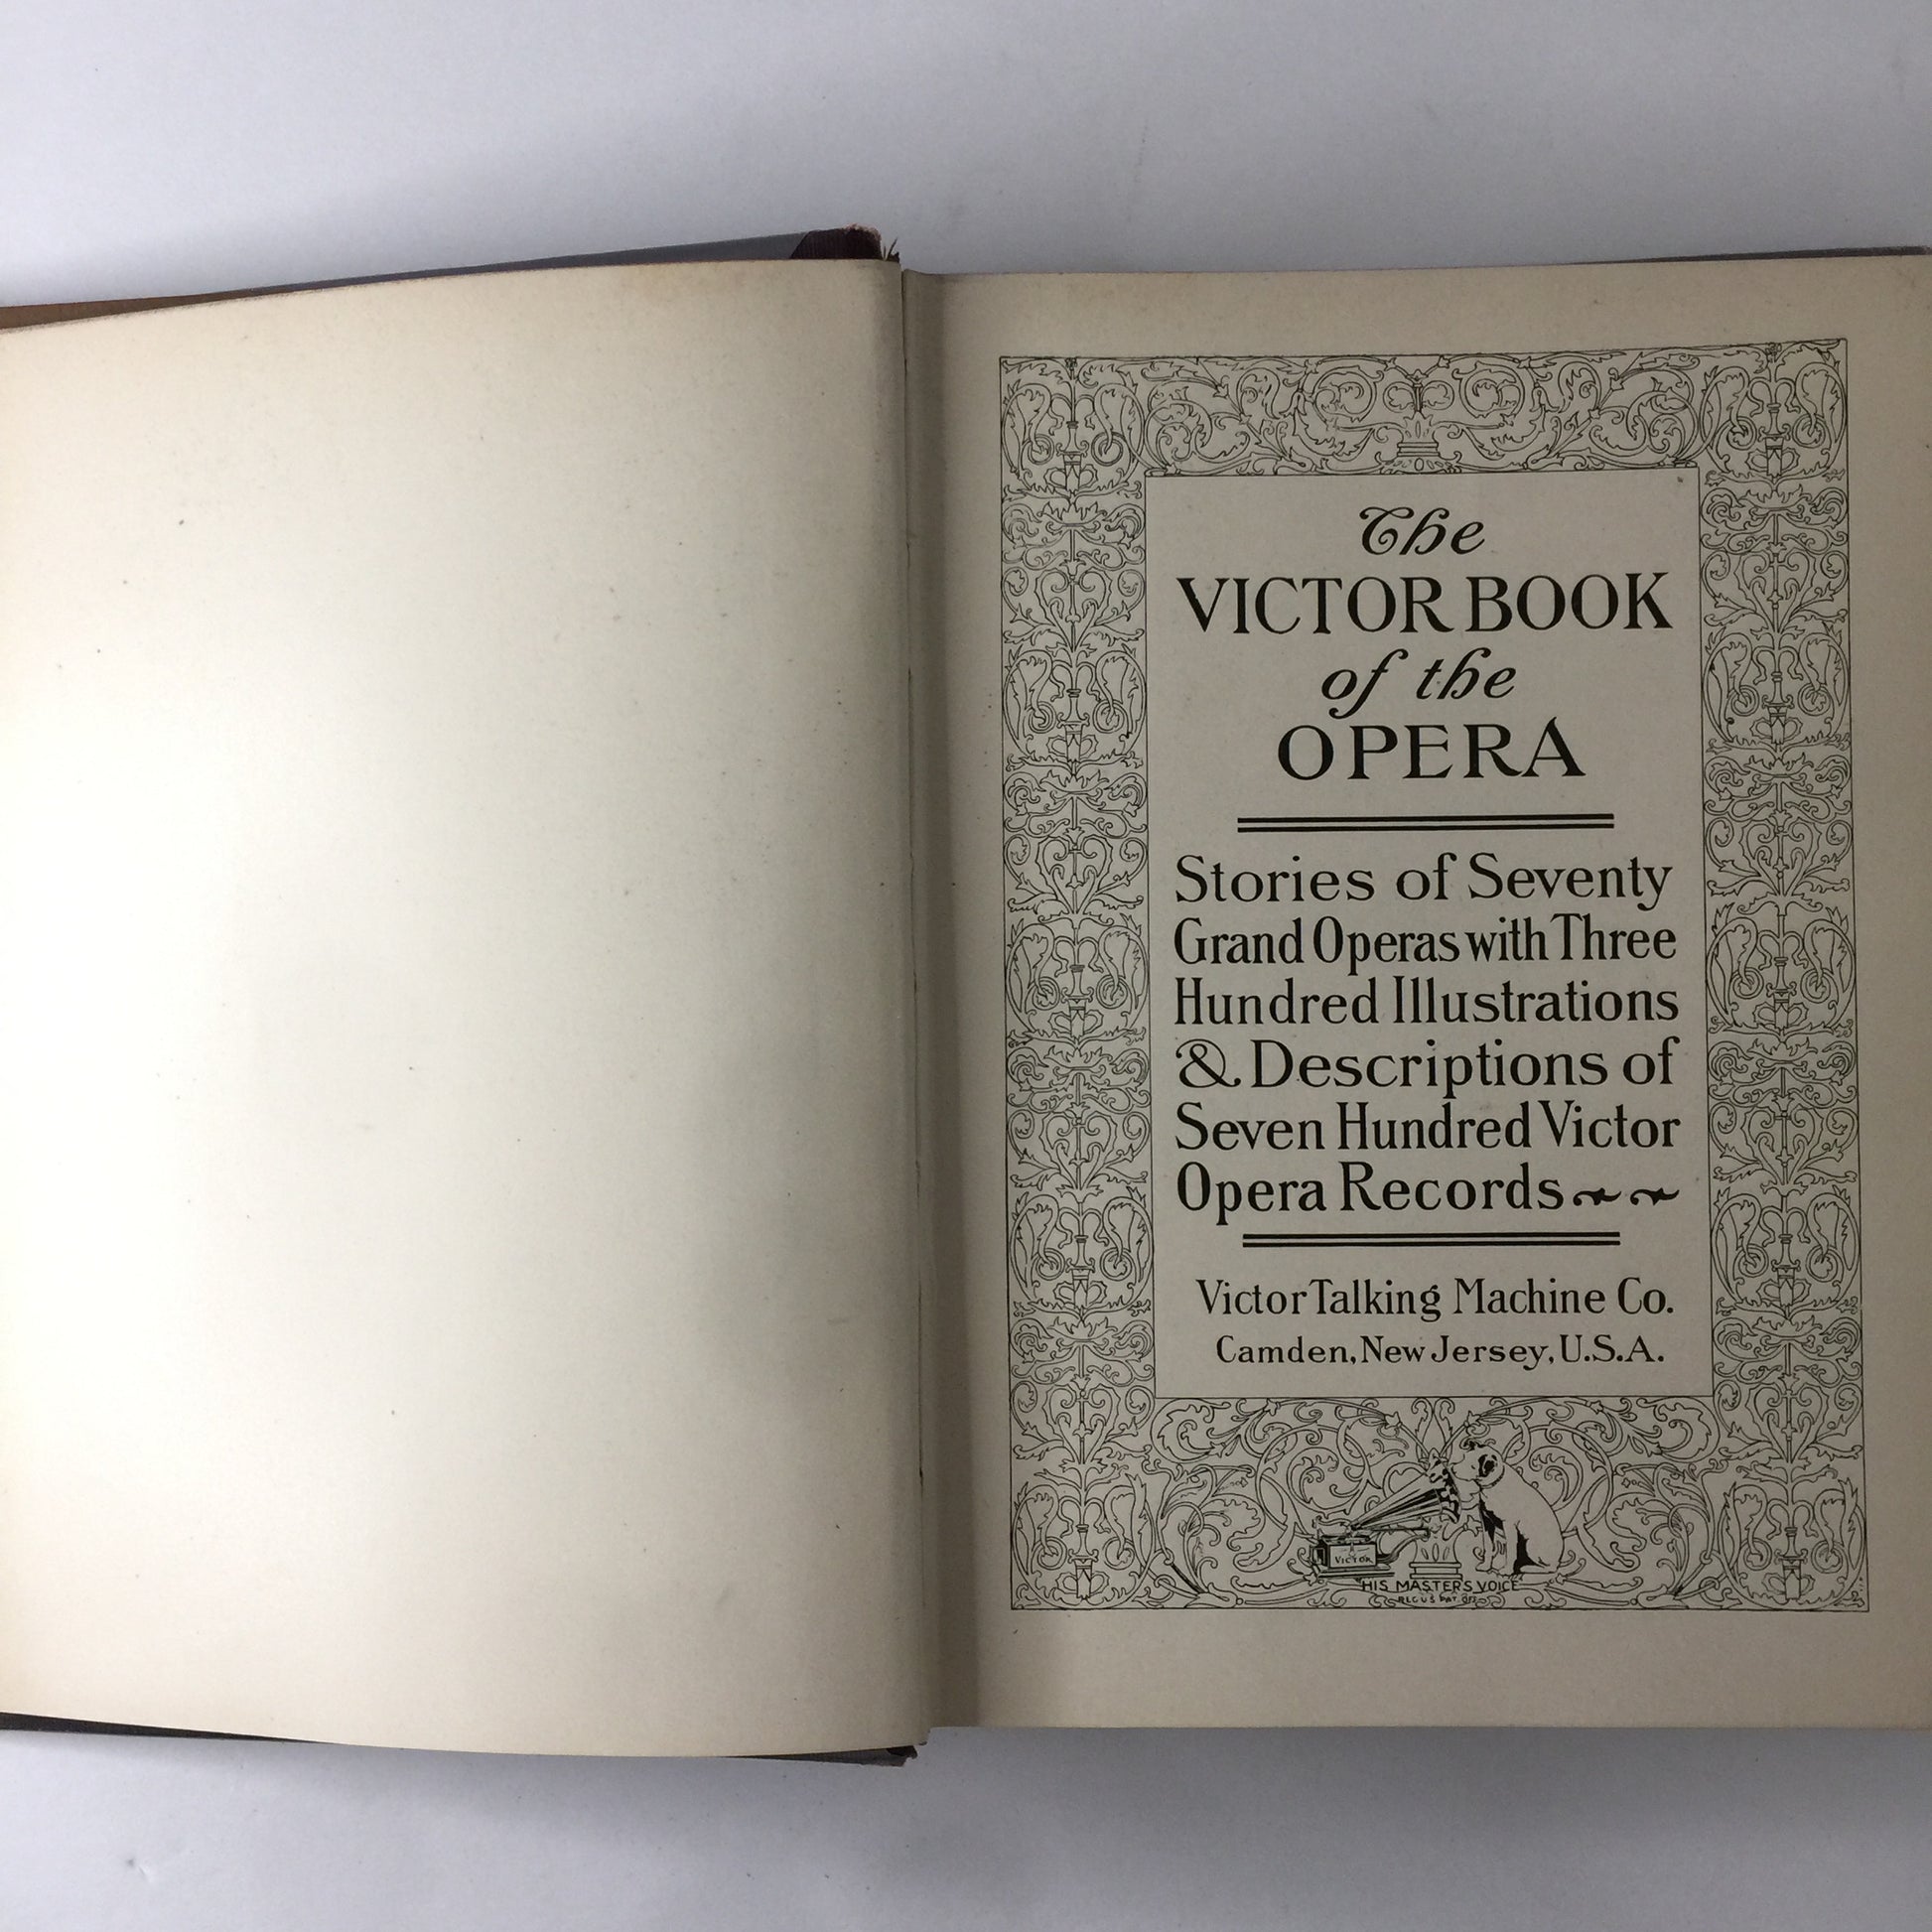 The
VICTOR BOOK
of the
OPERA
Stories of Seventy
Grand Operas with Three
Hundred Illustrations
& Descriptions of
Seven Hundred Victor
Opera Records
Victor Talking Machine Co.
Camden, New Jersey, U.S.A.
VICTOR
HIS MASTER'S VOICE